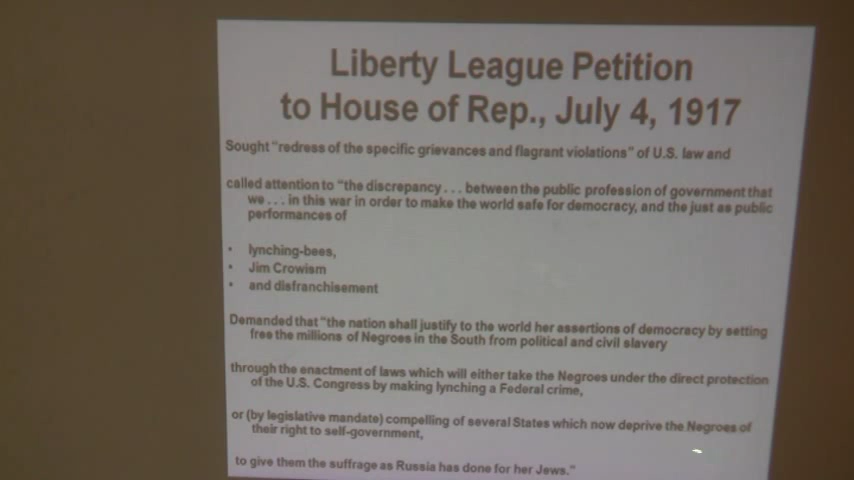 Liberty League Petition
to House of Rep., July 4, 1917
Sought "redress of the specific grievances and flagrant violations" of U.S. law and
called attention to "the discrepancy . . . between the public profession of government that
we . . . in this war in order to make the world safe for democracy, and the just as public
performances of
• lynching-bees,
• Jim Crowism
• and disfranchisement
Demanded that "the nation shall justify to the world her assertions of democracy by setting
free the millions of Negroes in the South from political and civil slavery
through the enactment of laws which will either take the Negroes under the direct protection
of the U.S. Congress by making lynching a Federal crime,
or (by legislative mandate) compelling of several States which now deprive the Negroes of
their right to self-government,
to give them the suffrage as Russia has done for her Jews."